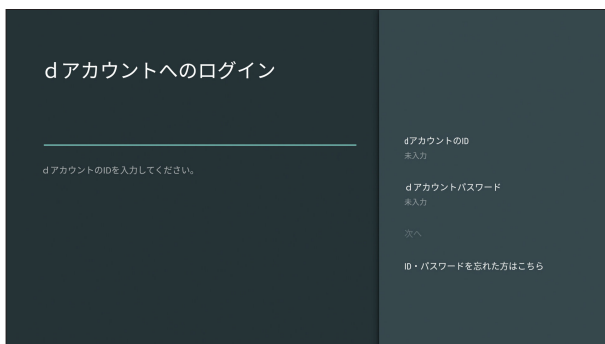 ｄアカウントへのログイン
ｄアカウントのIDを入力してください。
dアカウントのID
未入力
ｄアカウントパスワード
未入力
次へ
ID・パスワードを忘れた方はこちら